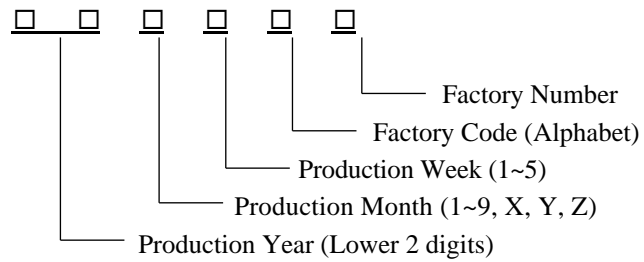 □ □ □ □ □ □
Factory Number
Factory Code (Alphabet)
Production Week (1~5)
Production Month (1~9, X, Y, Z)
Production Year (Lower 2 digits)